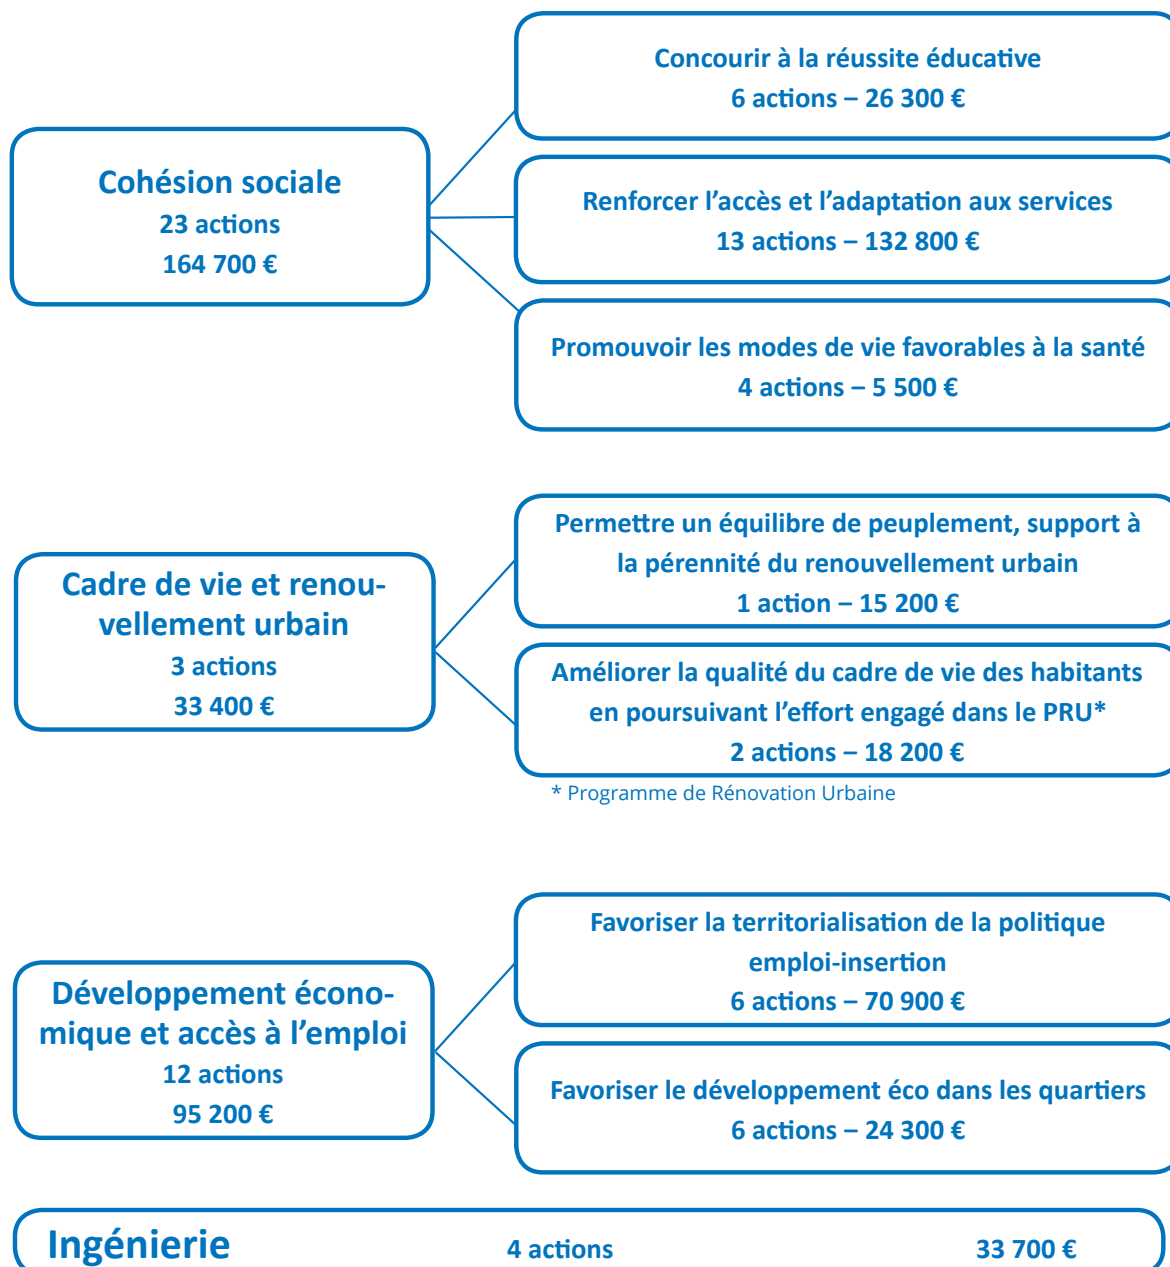 Cohésion sociale
23 actions
164 700 €
Concourir à la réussite éducative
6 actions – 26 300 €
Renforcer l’accès et l’adaptation aux services
13 actions – 132 800 €
Promouvoir les modes de vie favorables à la santé
4 actions – 5 500 €
Cadre de vie et renou-
vellement urbain
3 actions
33 400 €
Permettre un équilibre de peuplement, support à
la pérennité du renouvellement urbain
1 action – 15 200 €
Améliorer la qualité du cadre de vie des habitants
en poursuivant l’effort engagé dans le PRU*
2 actions – 18 200 €
* Programme de Rénovation Urbaine
Développement écono-
mique et accès à l’emploi
12 actions
95 200 €
Favoriser la territorialisation de la politique
emploi-insertion
6 actions – 70 900 €
Favoriser le développement éco dans les quartiers
6 actions – 24 300 €
Ingénierie 4 actions 33 700 €